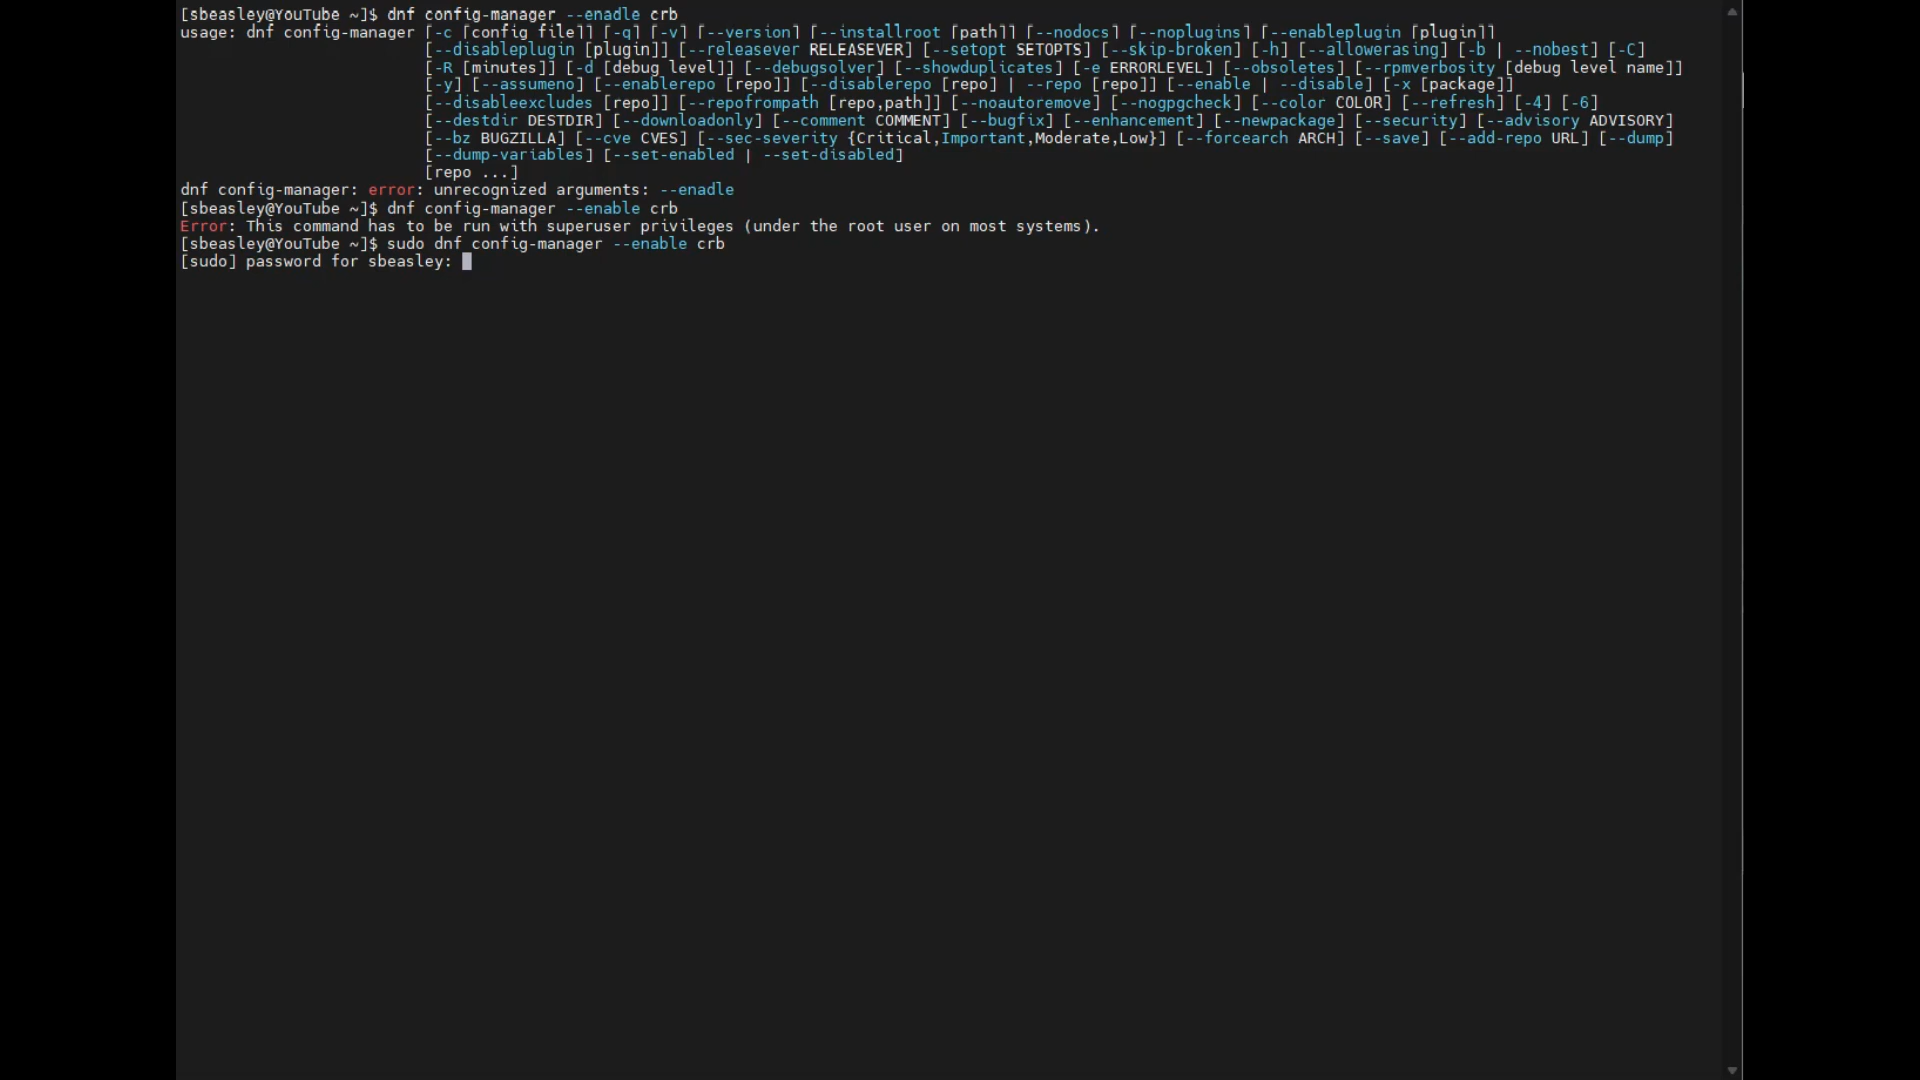 [sbeasley@YouTube ~]$ dnf config-manager --enadle crb
usage: dnf config-manager [-c [config file]] [-q] [-v] [--version] [--installroot [path]] [--nodocs] [--noplugins] [--enableplugin [plugin]]
[--disableplugin [plugin]] [--releasever RELEASEVER] [--setopt SETOPTS] [--skip-broken] [-h] [--allowerasing] [-b | --nobest] [-C]
[-R [minutes]] [-d [debug level]] [--debugsolver] [--showduplicates] [-e ERRORLEVEL] [--obsoletes] [--rpmverbosity [debug level name]]
[-y] [--assumeno] [--enablerepo [repo]] [--disablerepo [repo] | --repo [repo]] [--enable | --disable] [-x [package]]
[--disableexcludes [repo]] [--repofrompath [repo,path]] [--noautoremove] [--nogpgcheck] [--color COLOR] [--refresh] [-4] [-6]
[--destdir DESTDIR] [--downloadonly] [--comment COMMENT] [--bugfix] [--enhancement] [--newpackage] [--security] [--advisory ADVISORY]
[--bz BUGZILLA] [--cve CVES] [--sec-severity {Critical,Important,Moderate,Low}] [--forcearch ARCH] [--save] [--add-repo URL] [--dump]
[--dump-variables] [--set-enabled | --set-disabled]
[repo ...]
dnf config-manager: error: unrecognized arguments: --enadle
[sbeasley@YouTube ~]$ dnf config-manager --enable crb
Error: This command has to be run with superuser privileges (under the root user on most systems).
[sbeasley@YouTube ~]$ sudo dnf config-manager --enable crb
[sudo] password for sbeasley: